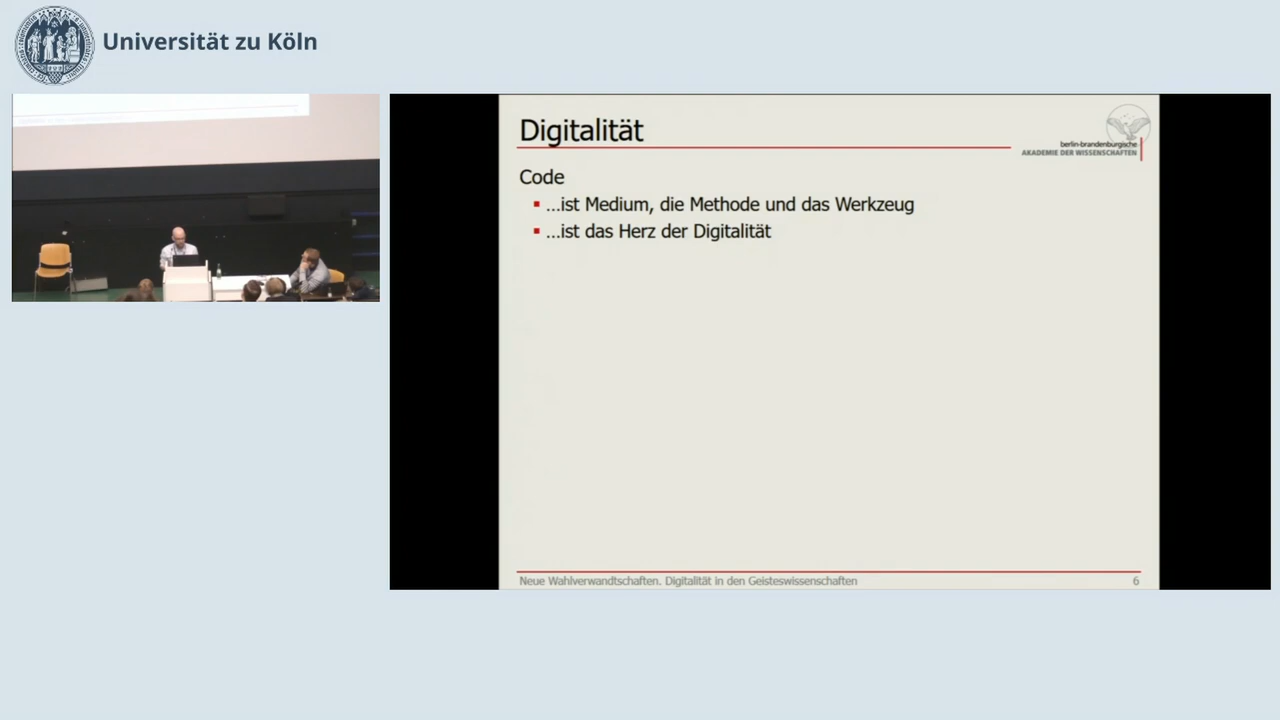 Universität zu Köln
Digitalität
berlin-brandenburgische
AKADEMIE DER WISSENSCHAFTEN
Code
...ist Medium, die Methode und das Werkzeug
...ist das Herz der Digitalität
Neue Wahlverwandtschaften. Digitalität in den Geisteswissenschaften
6